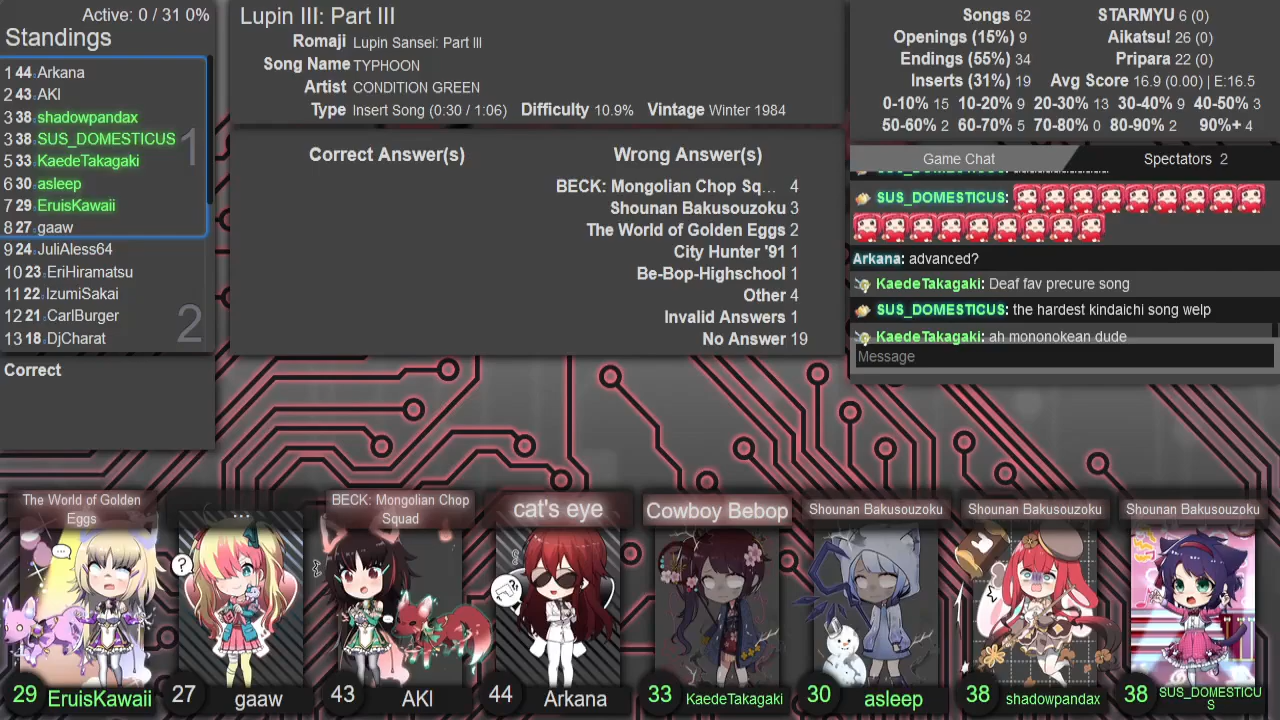 Active: 0 / 31 0%
Standings
1 44 Arkana
2 43 AKI
3 38 shadowpandax
3 38 SUS_DOMESTICUS
5 33 KaedeTakagaki
6 30 asleep
7 29 EruisKawaii
8 27 gaaw
1
9 24 JuliAless64
10 23 EriHiramatsu
11 22 IzumiSakai
12 21 CarlBurger
13 18 DjCharat
2
Correct
Lupin III: Part III
Romaji Lupin Sansei: Part III
Song Name TYPHOON
Artist CONDITION GREEN
Type Insert Song (0:30 / 1:06) Difficulty 10.9% Vintage Winter 1984
Correct Answer(s)
Wrong Answer(s)
BECK: Mongolian Chop Sq... 4
Shounan Bakusouzoku 3
The World of Golden Eggs 2
City Hunter '91 1
Be-Bop-Highschool 1
Other 4
Invalid Answers 1
No Answer 19
Songs 62 STARMYU 6 (0)
Openings (15%) 9 Aikatsu! 26 (0)
Endings (55%) 34 Pripara 22 (0)
Inserts (31%) 19 Avg Score 16.9 (0.00) | E:16.5
0-10% 15 10-20% 9 20-30% 13 30-40% 9 40-50% 3
50-60% 2 60-70% 5 70-80% 0 80-90% 2 90%+ 4
Game Chat Spectators 2
SUS_DOMESTICUS:
Arkana: advanced?
KaedeTakagaki: Deaf fav precure song
SUS_DOMESTICUS: the hardest kindaichi song welp
KaedeTakagaki: ah mononokean dude
Message
The World of Golden
Eggs
...
BECK: Mongolian Chop
Squad
cat's eye
Cowboy Bebop
Shounan Bakusouzoku
Shounan Bakusouzoku
Shounan Bakusouzoku
29 EruisKawaii
27 gaaw
43 AKI
44 Arkana
33 KaedeTakagaki
30 asleep
38 shadowpandax
38 SUS_DOMESTICU
S